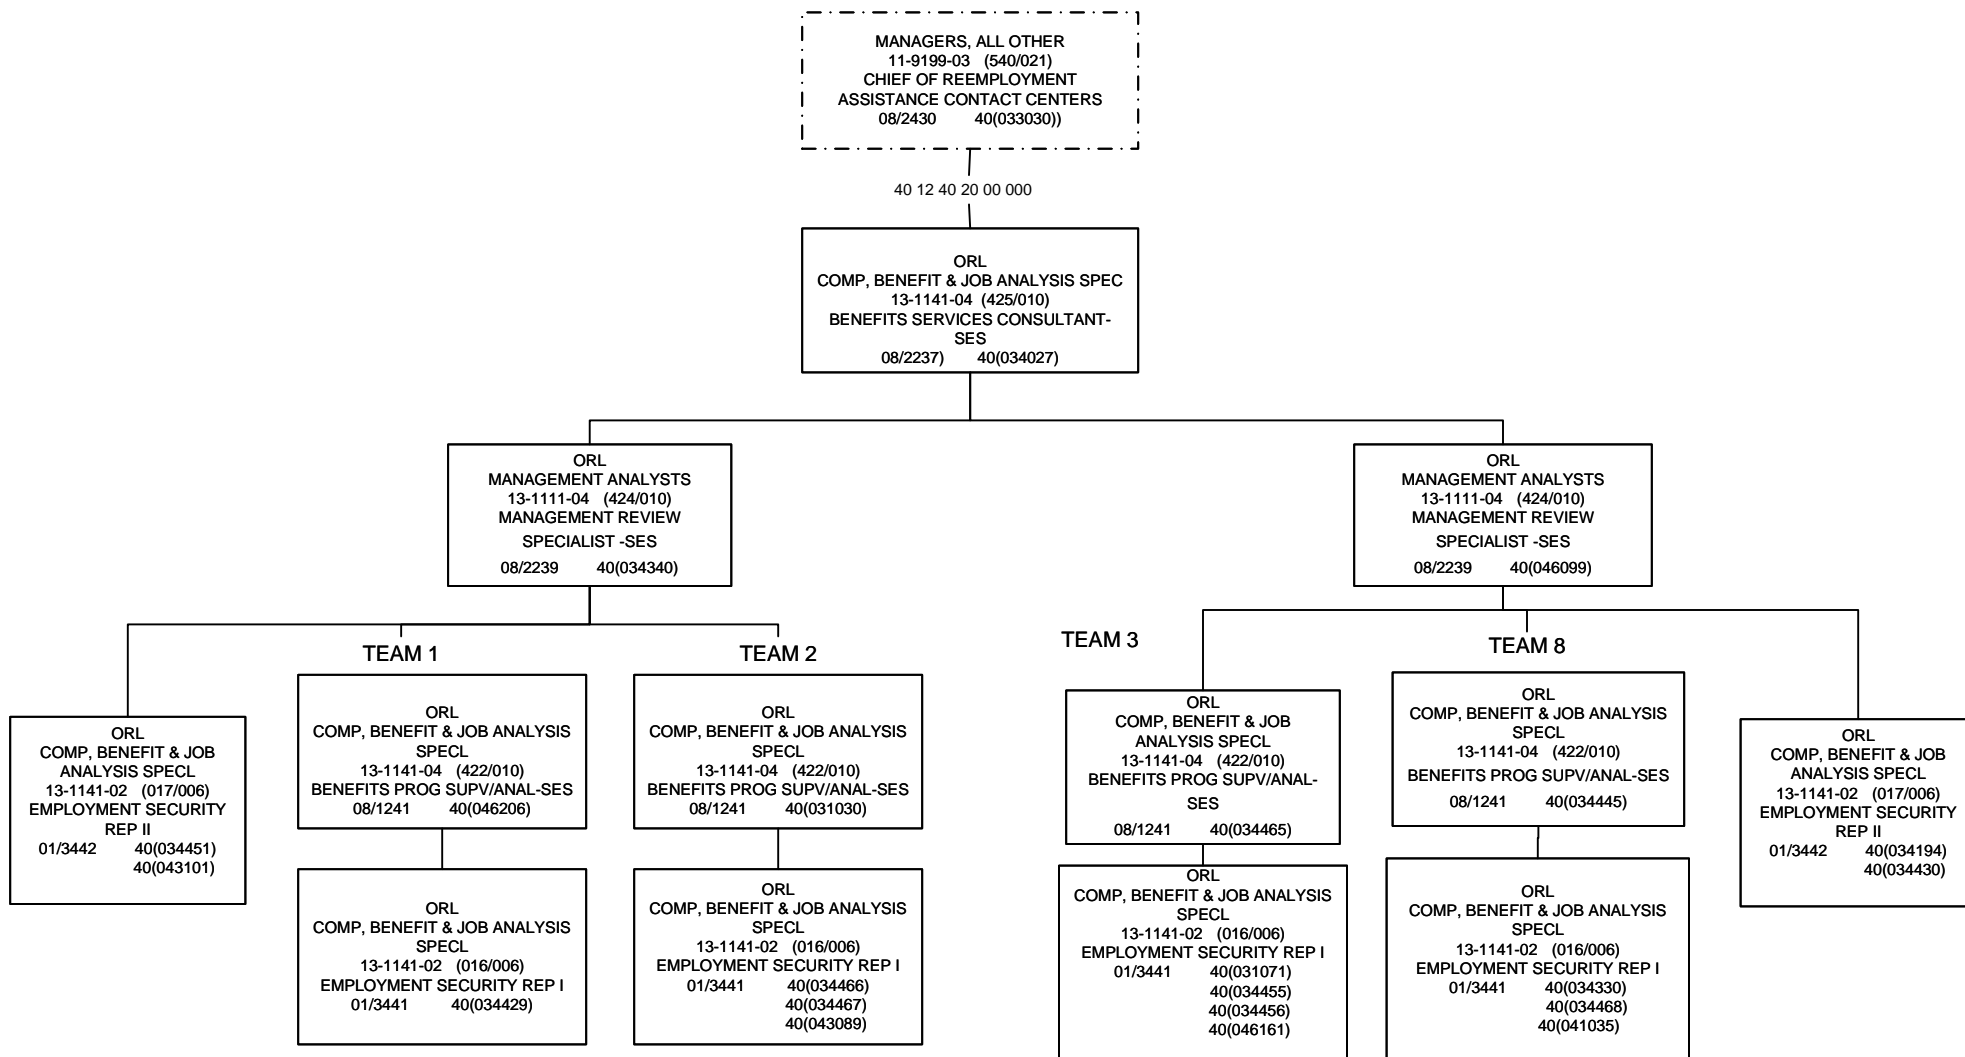 MANAGERS, ALL OTHER
11-9199-03 (540/021)
CHIEF OF REEMPLOYMENT
ASSISTANCE CONTACT CENTERS
08/2430 40(033030))
40 12 40 20 00 000
ORL
COMP, BENEFIT & JOB ANALYSIS SPEC
13-1141-04 (425/010)
BENEFITS SERVICES CONSULTANT-
SES
08/2237) 40(034027)
ORL
MANAGEMENT ANALYSTS
13-1111-04 (424/010)
MANAGEMENT REVIEW
SPECIALIST -SES
08/2239 40(034340)
ORL
MANAGEMENT ANALYSTS
13-1111-04 (424/010)
MANAGEMENT REVIEW
SPECIALIST -SES
08/2239 40(046099)
ORL
COMP, BENEFIT & JOB
ANALYSIS SPECL
13-1141-02 (017/006)
EMPLOYMENT SECURITY
REP II
01/3442 40(034451)
40(043101)
TEAM 1
ORL
COMP, BENEFIT & JOB ANALYSIS
SPECL
13-1141-04 (422/010)
BENEFITS PROG SUPV/ANAL-SES
08/1241 40(046206)
ORL
COMP, BENEFIT & JOB ANALYSIS
SPECL
13-1141-02 (016/006)
EMPLOYMENT SECURITY REP I
01/3441 40(034429)
TEAM 2
ORL
COMP, BENEFIT & JOB ANALYSIS
SPECL
13-1141-04 (422/010)
BENEFITS PROG SUPV/ANAL-SES
08/1241 40(031030)
ORL
COMP, BENEFIT & JOB ANALYSIS
SPECL
13-1141-02 (016/006)
EMPLOYMENT SECURITY REP I
01/3441 40(034466)
40(034467)
40(043089)
TEAM 3
ORL
COMP, BENEFIT & JOB
ANALYSIS SPECL
13-1141-04 (422/010)
BENEFITS PROG SUPV/ANAL-
SES
08/1241 40(034465)
ORL
COMP, BENEFIT & JOB ANALYSIS
SPECL
13-1141-02 (016/006)
EMPLOYMENT SECURITY REP I
01/3441 40(031071)
40(034455)
40(034456)
40(046161)
TEAM 8
ORL
COMP, BENEFIT & JOB ANALYSIS
SPECL
13-1141-04 (422/010)
BENEFITS PROG SUPV/ANAL-SES
08/1241 40(034445)
ORL
COMP, BENEFIT & JOB ANALYSIS
SPECL
13-1141-02 (016/006)
EMPLOYMENT SECURITY REP I
01/3441 40(034330)
40(034468)
40(041035)
ORL
COMP, BENEFIT & JOB
ANALYSIS SPECL
13-1141-02 (017/006)
EMPLOYMENT SECURITY
REP II
01/3442 40(034194)
40(034430)